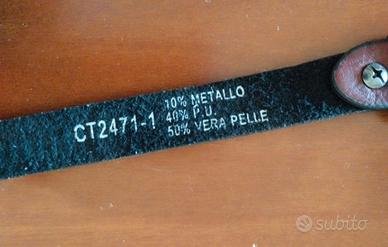 10% METALLO
CT2471-1 40% P.U.
50% VERA PELLE
subito